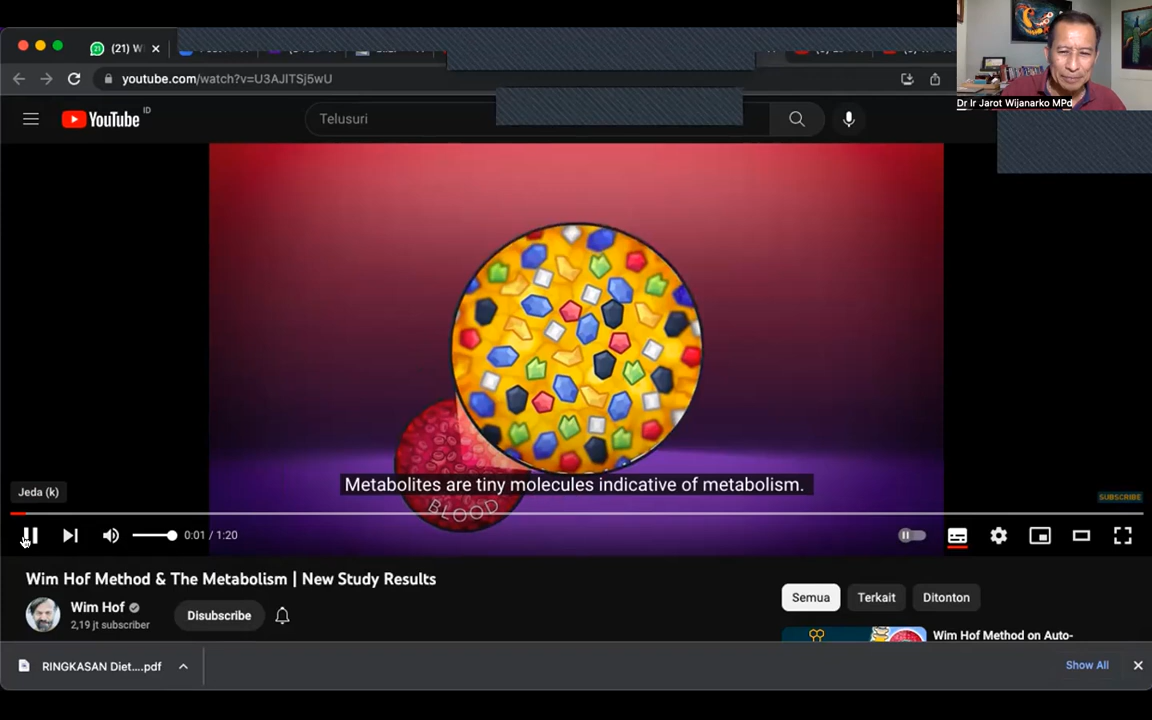 (21) W
youtube.com/watch?v=U3AJITSj5wU
Dr Ir Jarot Wijanarko MPd
YouTube ID
Telusuri
BLOOD
Metabolites are tiny molecules indicative of metabolism.
Jeda (k)
SUBSCRIBE
0:01 / 1:20
Wim Hof Method & The Metabolism | New Study Results
Wim Hof
2,19 jt subscriber
Disubscribe
Semua
Terkait
Ditonton
Wim Hof Method on Auto-
RINGKASAN Diet....pdf
Show All